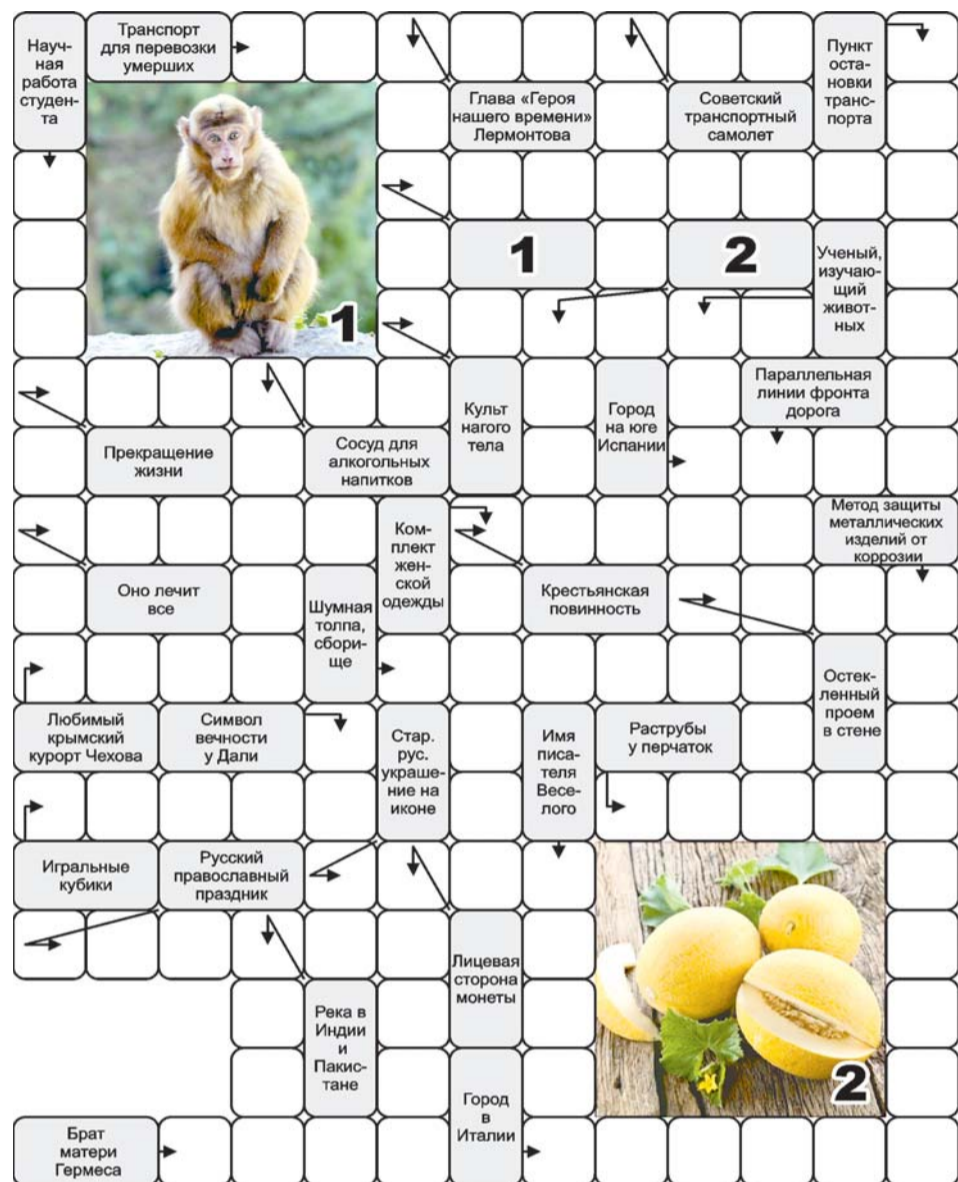 Науч-
ная
работа
студен-
та
Транспорт
для перевозки
умерших
Глава «Героя
нашего времени»
Лермонтова
Советский
транспортный
самолет
Пункт
оста-
новки
транс-
порта
1
1
2
Ученый,
изучаю-
щий
живот-
ных
Культ
нагого
тела
Город
на юге
Испании
Параллельная
линии фронта
дорога
Прекращение
жизни
Сосуд для
алкогольных
напитков
Ком-
плект
жен-
ской
одежды
Метод защиты
металлических
изделий от
коррозии
Оно лечит
все
Шумная
толпа,
сбори-
ще
Крестьянская
повинность
Остек-
ленный
проем
в стене
Любимый
крымский
курорт Чехова
Символ
вечности
у Дали
Стар.
рус.
украше-
ние на
иконе
Имя
писа-
теля
Весе-
лого
Раструбы
у перчаток
Игральные
кубики
Русский
православный
праздник
Лицевая
сторона
монеты
Река в
Индии
и
Пакис-
тане
2
Город
в
Италии
Брат
матери
Гермеса